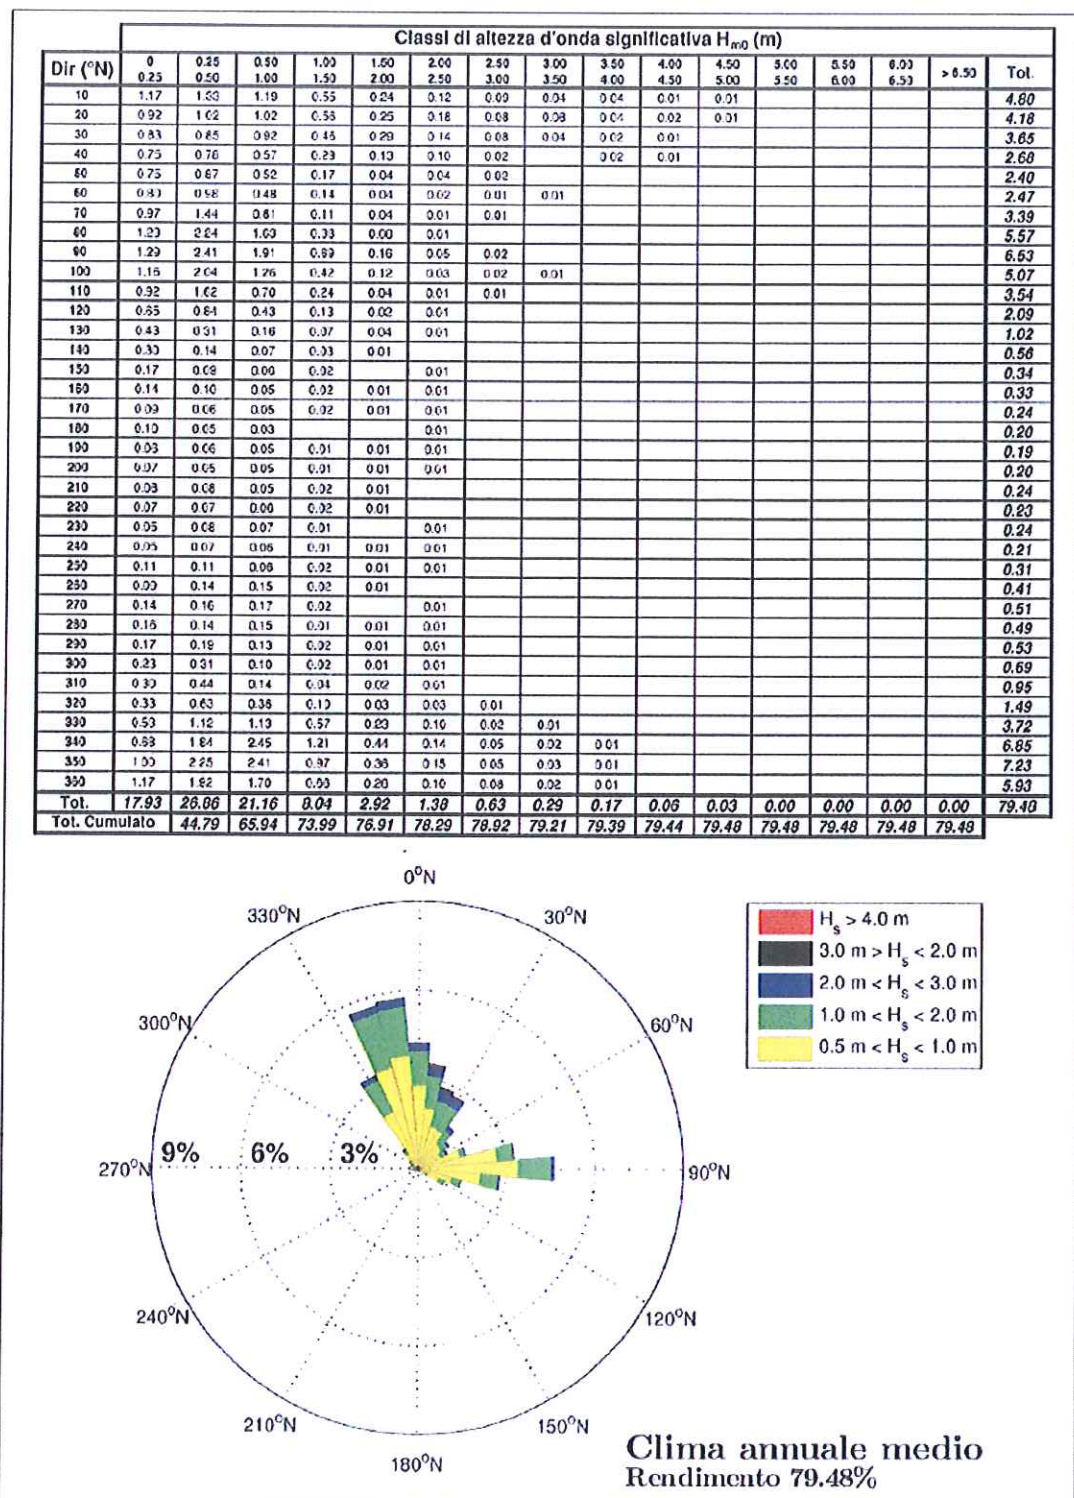 Classi di altezza d'onda significativa Hm0 (m)
Dir (°N) 0 0.25 0.50 1.00 1.50 2.00 2.50 3.00 3.50 4.00 4.50 5.00 5.50 6.00 > 6.50 Tot.
0.25 0.50 1.00 1.50 2.00 2.50 3.00 3.50 4.00 4.50 5.00 5.50 6.00 6.50
10 1.17 1.19 0.55 0.24 0.12 0.09 0.04 0.04 0.01 0.01 4.80
20 0.92 1.02 1.02 0.25 0.18 0.08 0.04 0.02 0.01 4.18
30 0.83 0.85 0.92 0.29 0.14 0.08 0.04 0.02 0.01 3.65
40 0.75 0.57 0.23 0.13 0.10 0.02 0.02 0.01 2.68
50 0.75 0.87 0.52 0.17 0.04 0.04 0.02 2.40
60 0.98 0.48 0.14 0.04 0.02 0.01 0.01 2.47
70 0.97 1.44 0.81 0.11 0.04 0.01 0.01 3.39
80 2.24 0.33 0.01 5.57
90 1.29 2.41 1.91 0.69 0.16 0.05 0.02 6.53
100 1.16 2.04 1.26 0.42 0.12 0.03 0.02 0.01 5.07
110 0.92 1.62 0.70 0.24 0.04 0.01 0.01 3.54
120 0.65 0.84 0.43 0.13 0.01 2.09
130 0.43 0.31 0.16 0.07 0.04 0.01 1.02
140 0.30 0.14 0.07 0.03 0.01 0.56
150 0.17 0.02 0.01 0.34
160 0.14 0.10 0.05 0.02 0.01 0.01 0.33
170 0.09 0.06 0.05 0.02 0.01 0.01 0.24
180 0.10 0.05 0.03 0.01 0.20
190 0.06 0.05 0.01 0.01 0.01 0.19
200 0.07 0.05 0.05 0.01 0.01 0.01 0.20
210 0.08 0.08 0.05 0.02 0.01 0.24
220 0.07 0.07 0.02 0.01 0.23
230 0.05 0.08 0.07 0.01 0.01 0.24
240 0.05 0.07 0.06 0.01 0.01 0.01 0.21
250 0.11 0.11 0.02 0.01 0.01 0.31
260 0.14 0.15 0.02 0.01 0.41
270 0.14 0.16 0.17 0.02 0.01 0.51
280 0.16 0.14 0.15 0.01 0.01 0.01 0.49
290 0.17 0.19 0.13 0.02 0.01 0.01 0.53
300 0.23 0.31 0.10 0.02 0.01 0.01 0.69
310 0.30 0.44 0.14 0.04 0.02 0.01 0.95
320 0.33 0.63 0.36 0.10 0.03 0.03 0.01 1.49
330 0.53 1.12 1.13 0.57 0.23 0.10 0.02 0.01 3.72
340 1.84 2.45 1.21 0.44 0.14 0.05 0.02 0.01 6.85
350 1.00 2.25 2.41 0.97 0.36 0.15 0.05 0.03 0.01 7.23
360 1.17 1.82 1.70 0.20 0.10 0.02 0.01 5.93
Tot. 17.93 26.86 21.16 8.04 2.92 1.38 0.63 0.29 0.17 0.06 0.03 0.00 0.00 0.00 0.00 79.48
Tot. Cumulato 44.79 65.94 73.99 76.91 78.29 78.92 79.21 79.39 79.44 79.48 79.48 79.48 79.48 79.48
0°N
330°N 30°N
300°N 60°N
9% 6% 3%
270°N 90°N
240°N 120°N
210°N 150°N
180°N
Hs > 4.0 m
3.0 m > Hs < 2.0 m
2.0 m < Hs < 3.0 m
1.0 m < Hs < 2.0 m
0.5 m < Hs < 1.0 m
Clima annuale medio
Rendimento 79.48%